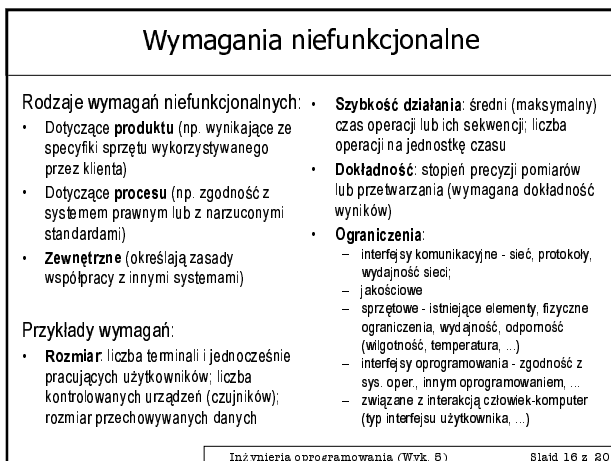 Wymagania niefunkcjonalne
Rodzaje wymagań niefunkcjonalnych:
• Dotyczące produktu (np. wynikające ze
specyfiki sprzętu wykorzystywanego
przez klienta)
• Dotyczące procesu (np. zgodność z
systemem prawnym lub z narzuconymi
standardami)
• Zewnętrzne (określają zasady
współpracy z innymi systemami)
Przykłady wymagań:
• Rozmiar: liczba terminali i jednocześnie
pracujących użytkowników; liczba
kontrolowanych urządzeń (czujników);
rozmiar przechowywanych danych
• Szybkość działania: średni (maksymalny)
czas operacji lub ich sekwencji; liczba
operacji na jednostkę czasu
• Dokładność: stopień precyzji pomiarów
lub przetwarzania (wymagana dokładność
wyników)
• Ograniczenia:
– interfejsy komunikacyjne - sieć, protokoły,
wydajność sieci;
– jakościowe
– sprzętowe - istniejące elementy, fizyczne
ograniczenia, wydajność, odporność
(wilgotność, temperatura, ...)
– interfejsy oprogramowania - zgodność z
sys. oper., innym oprogramowaniem, ...
– związane z interakcją człowiek-komputer
(typ interfejsu użytkownika, ...)
Inżynieria oprogramowania (Wyk. 5) Slajd 16 z 20